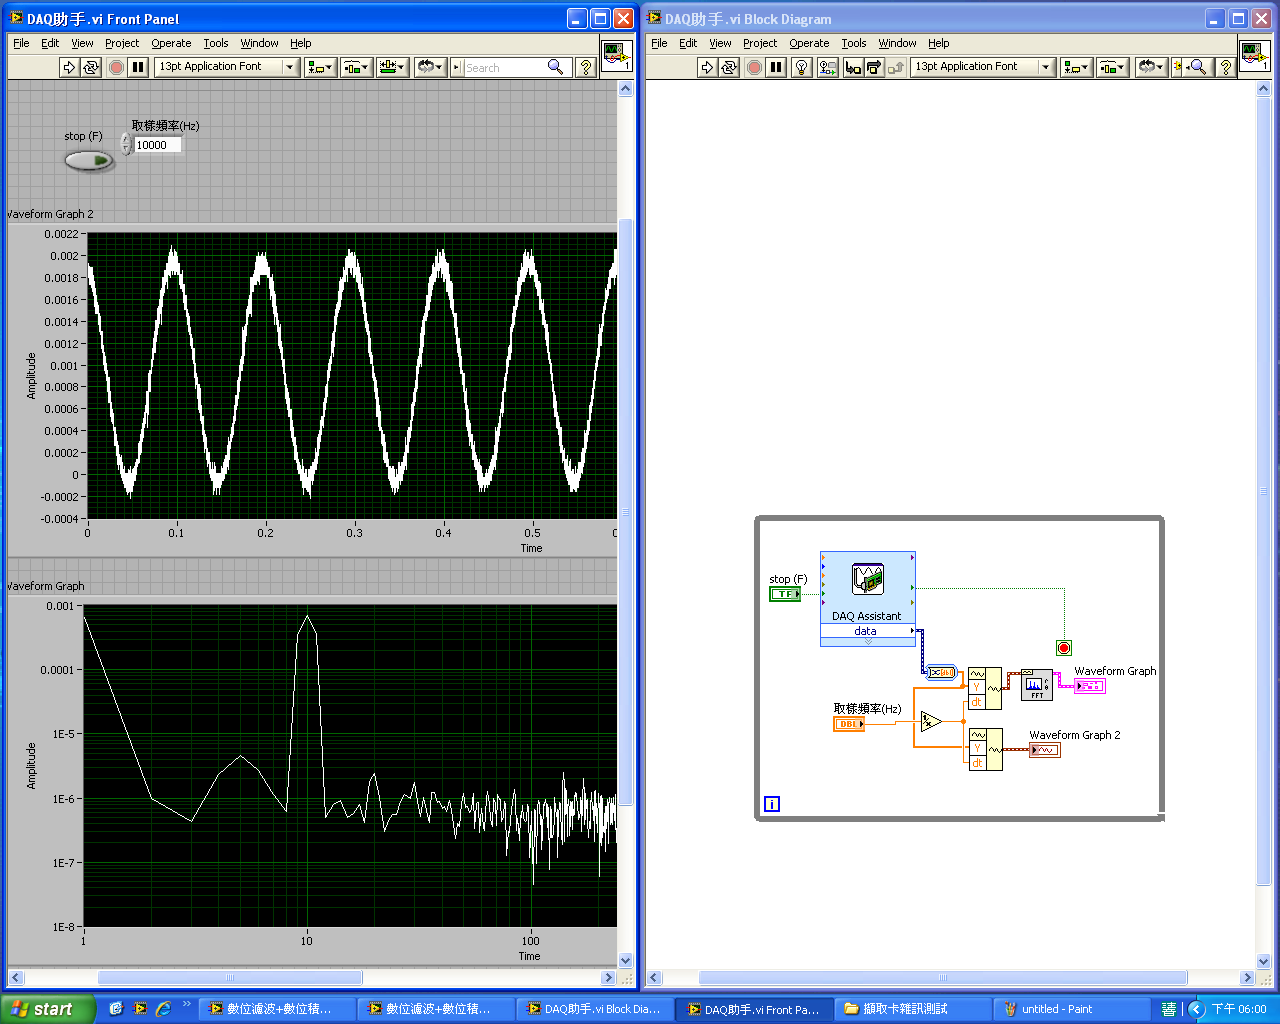 DAQ助手.vi Front Panel
File Edit View Project Operate Tools Window Help
13pt Application Font
Search
1
stop (F)
取樣頻率(Hz)
10000
Waveform Graph 2
0.0022
0.002
0.0018
0.0016
0.0014
0.0012
0.001
0.0008
0.0006
0.0004
0.0002
0
-0.0002
-0.0004
Amplitude
0 0.1 0.2 0.3 0.4 0.5
Time
Waveform Graph
0.001
0.0001
1E-5
1E-6
1E-7
1E-8
Amplitude
1 10 100
Time
DAQ助手.vi Block Diagram
File Edit View Project Operate Tools Window Help
13pt Application Font
1
stop (F)
TF
DAQ Assistant
data
取樣頻率(Hz)
DBL
Y
dt
FFT
Waveform Graph
Y
dt
Waveform Graph 2
i
start
數位濾波+數位積...
數位濾波+數位積...
DAQ助手.vi Block Dia...
DAQ助手.vi Front Pa...
擷取卡雜訊測試
untitled - Paint
下午 06:00